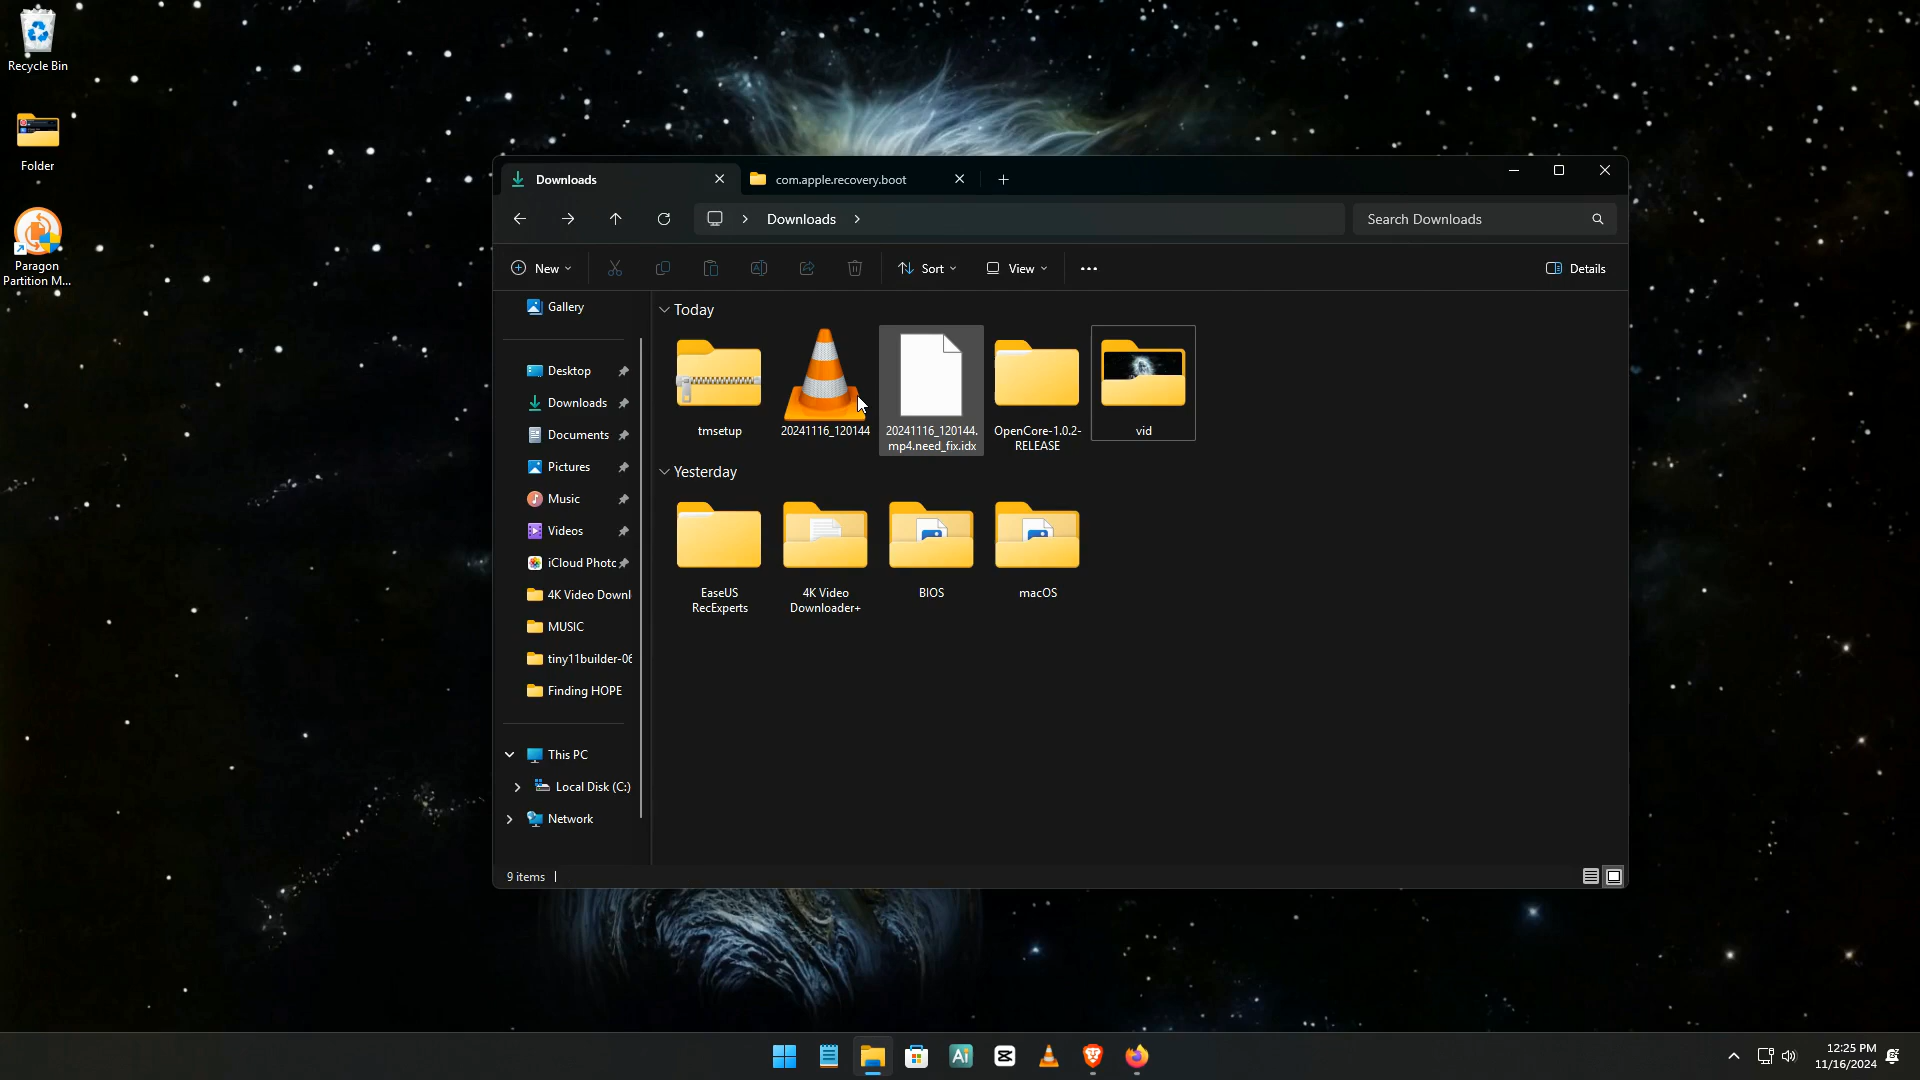 Recycle Bin
Folder
Paragon
Partition M...
Downloads
com.apple.recovery.boot
Downloads
Search Downloads
New
Sort
View
Details
Gallery
Desktop
Downloads
Documents
Pictures
Music
Videos
iCloud Photc
4K Video Downl
MUSIC
tiny11builder-06
Finding HOPE
This PC
Local Disk (C:)
Network
Today
tmsetup
20241116_120144
20241116_120144.
mp4.need_fix.idx
OpenCore-1.0.2-
RELEASE
vid
Yesterday
EaseUS
RecExperts
4K Video
Downloader+
BIOS
macOS
9 items
Ai
12:25 PM
11/16/2024